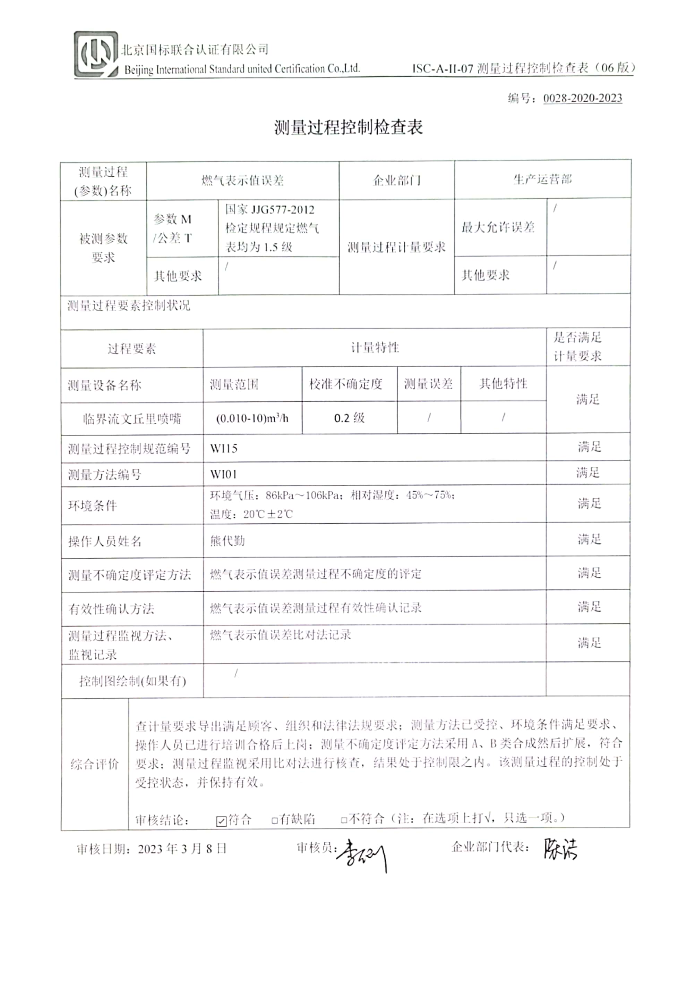 北京国标联合认证有限公司
Beijing International Standard united Certification Co.,Ltd. ISC-A-II-07 测量过程控制检查表（06 版）
编号：0028-2020-2023
测量过程控制检查表
测量过程
(参数)名称
燃气表示值误差
企业部门
生产运营部
被测参数
要求
参数 M
/公差 T
国家 JJG577-2012
检定规程规定燃气
表均为 1.5 级
测量过程计量要求
最大允许误差
/
其他要求
/
其他要求
/
测量过程要素控制状况
过程要素
计量特性
是否满足
计量要求
测量设备名称 测量范围 校准不确定度 测量误差 其他特性
满足
临界流文丘里喷嘴 (0.010-10)m³/h 0.2 级 / /
测量过程控制规范编号 WI15 满足
测量方法编号 WI01 满足
环境条件
环境气压：86kPa～106kPa；相对湿度：45%～75%；
温度：20℃±2℃
满足
操作人员姓名 熊代勤 满足
测量不确定度评定方法 燃气表示值误差测量过程不确定度的评定 满足
有效性确认方法 燃气表示值误差测量过程有效性确认记录 满足
测量过程监视方法、
监视记录
燃气表示值误差比对法记录
满足
控制图绘制(如果有) /
综合评价
查计量要求导出满足顾客、组织和法律法规要求；测量方法已受控、环境条件满足要求、
操作人员已进行培训合格后上岗；测量不确定度评定方法采用 A、B 类合成然后扩展，符合
要求；测量过程监视采用比对法进行核查，结果处于控制限之内。该测量过程的控制处于
受控状态，并保持有效。
审核结论： ☑符合 □有缺陷 □不符合（注：在选项上打√，只选一项。）
审核日期：2023 年 3 月 8 日 审核员： 企业部门代表：陈洁